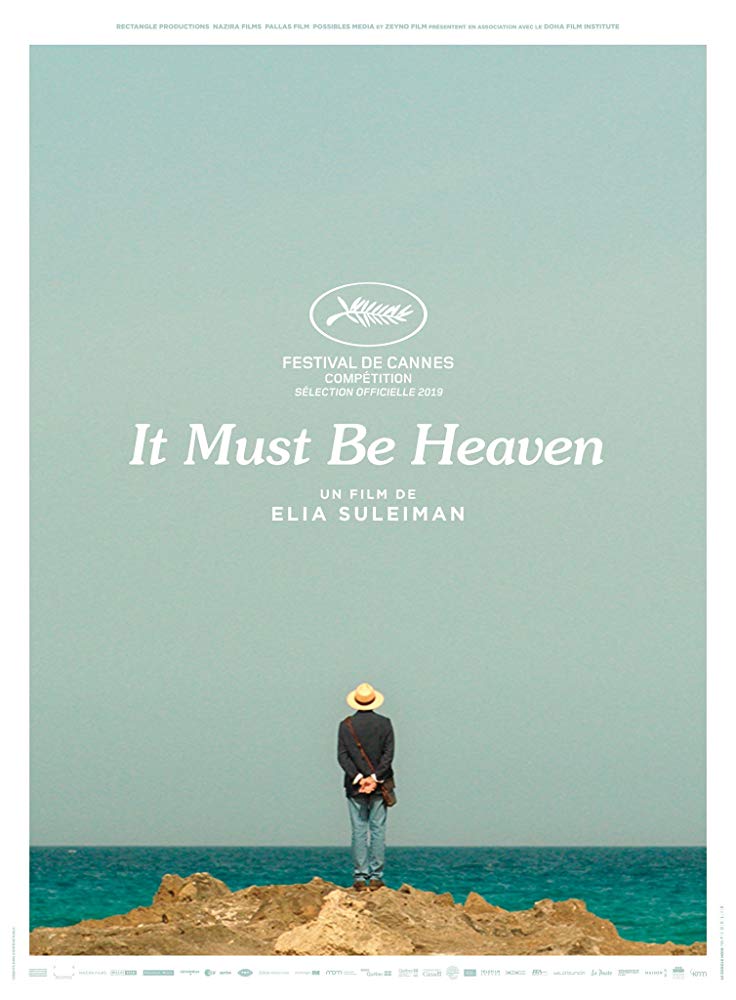 RECTANGLE PRODUCTIONS NAZIRA FILMS PALLAS FILM POSSIBLES MEDIA ET ZEYNO FILM PRÉSENTENT EN ASSOCIATION AVEC LE DOHA FILM INSTITUTE
FESTIVAL DE CANNES
COMPÉTITION
SÉLECTION OFFICIELLE 2019
It Must Be Heaven
UN FILM DE
ELIA SULEIMAN